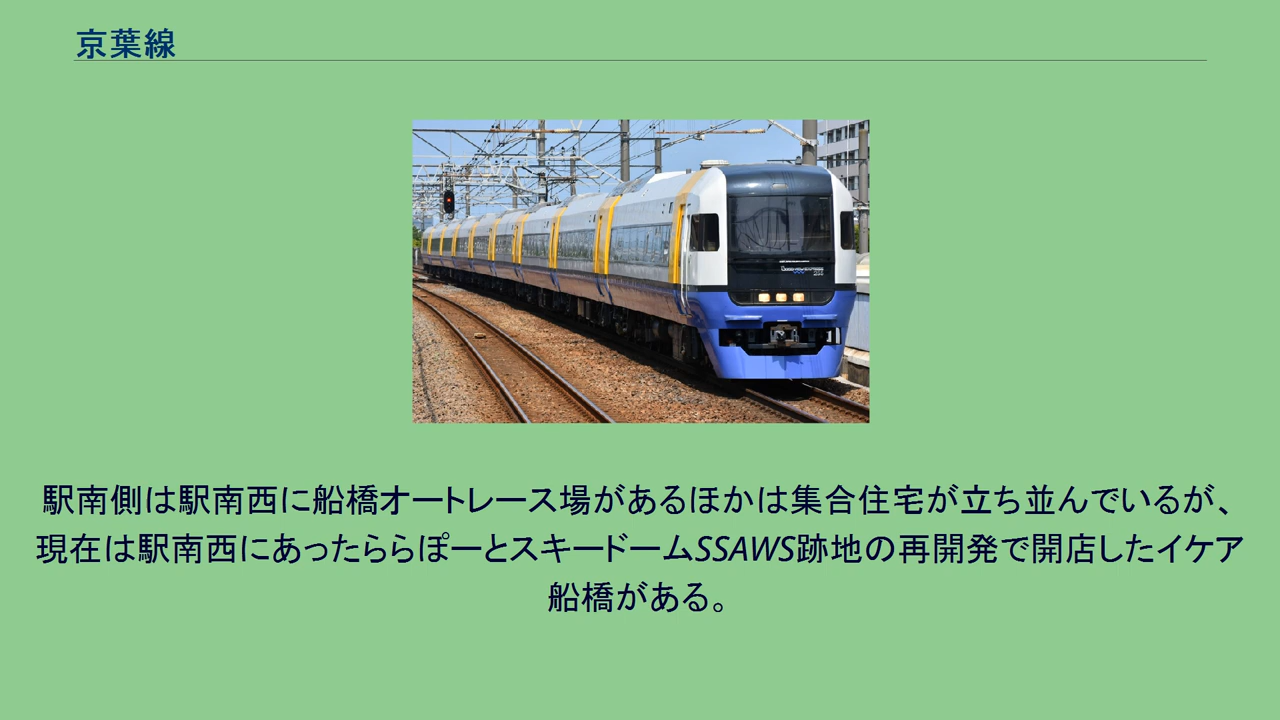 京葉線
駅南側は駅南西に船橋オートレース場があるほかは集合住宅が立ち並んでいるが、
現在は駅南西にあったららぽーとスキードームSSAWS跡地の再開発で開店したイケア
船橋がある。